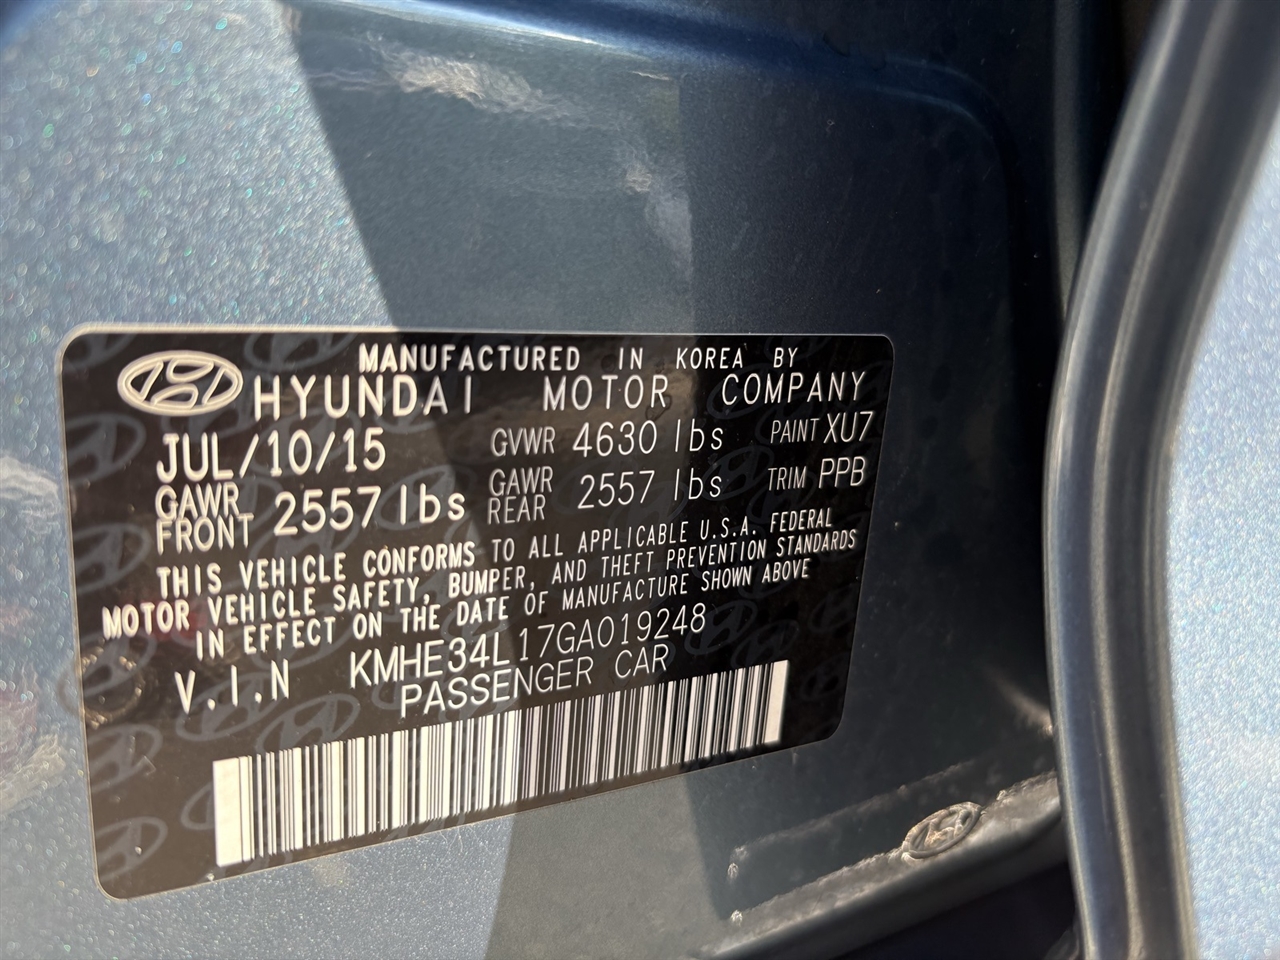 MANUFACTURED IN KOREA BY
HYUNDAI MOTOR COMPANY
JUL/10/15 GVWR 4630 lbs PAINT XU7
GAWR FRONT 2557 lbs GAWR REAR 2557 lbs TRIM PPB
THIS VEHICLE CONFORMS TO ALL APPLICABLE U.S.A. FEDERAL
MOTOR VEHICLE SAFETY, BUMPER, AND THEFT PREVENTION STANDARDS
IN EFFECT ON THE DATE OF MANUFACTURE SHOWN ABOVE
V.I.N KMHE34L17GA019248
PASSENGER CAR